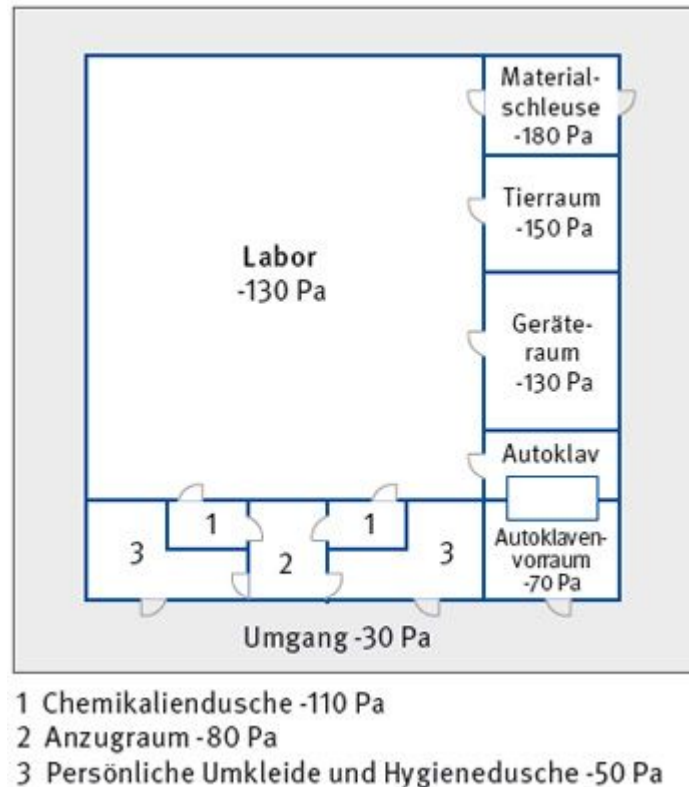 Material-
schleuse
-180 Pa
Tierraum
-150 Pa
Labor
-130 Pa
Geräte-
raum
-130 Pa
Autoklav
1
1
3
2
3
Autoklaven-
vorraum
-70 Pa
Umgang -30 Pa
1 Chemikaliendusche -110 Pa
2 Anzugraum -80 Pa
3 Persönliche Umkleide und Hygienedusche -50 Pa